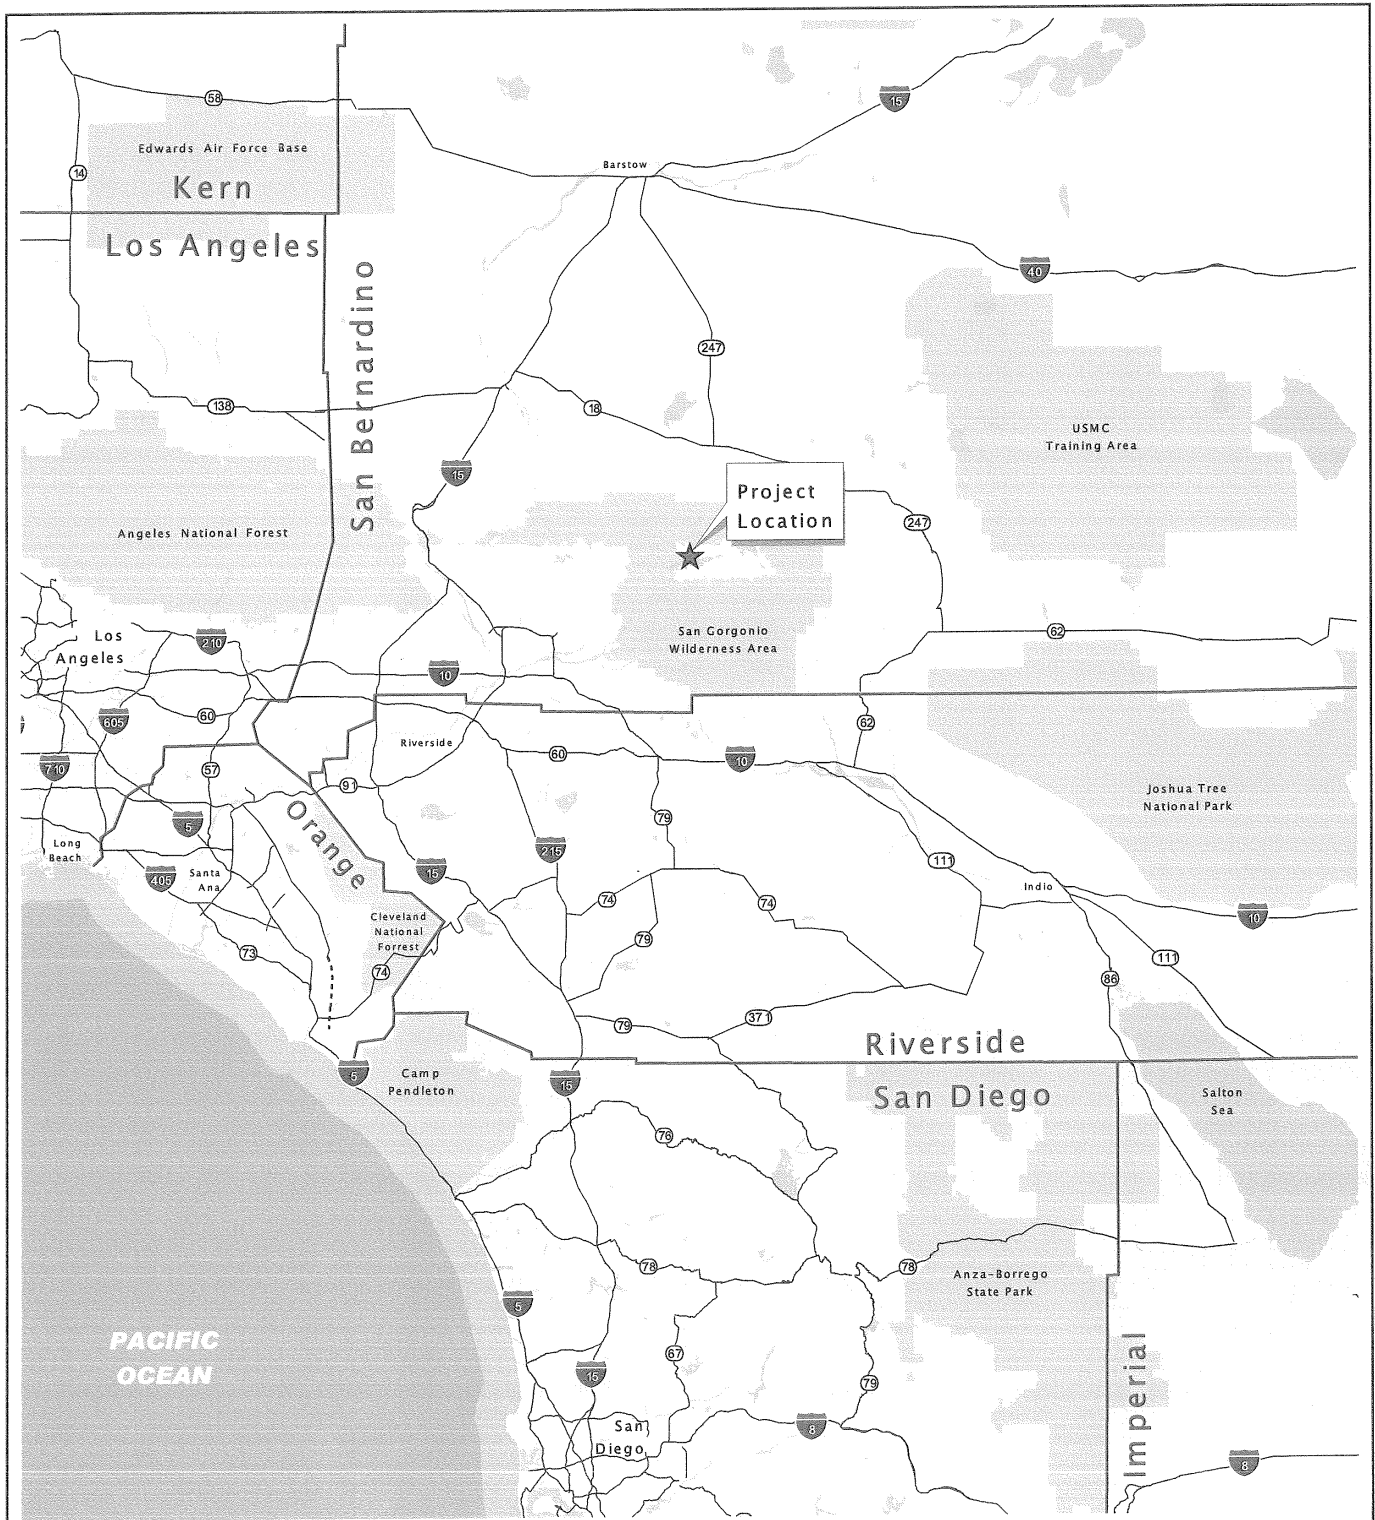 58
15
Edwards Air Force Base
Barstow
14
Kern
Los Angeles
San Bernardino
40
247
138
18
USMC
Training Area
15
Project
Location
247
Angeles National Forest
Los
Angeles
210
San Gorgonio
Wilderness Area
62
10
605
60
62
Riverside
60
10
710
57
91
Joshua Tree
National Park
Orange
79
5
Long
Beach
215
111
405
Santa
Ana
15
Indio
74
74
10
Cleveland
National
Forrest
79
73
74
111
86
79
371
Riverside
5
Camp
Pendleton
15
San Diego
Salton
Sea
76
78
78
Anza-Borrego
State Park
5
PACIFIC
OCEAN
67
15
79
Imperial
San
Diego
8
8